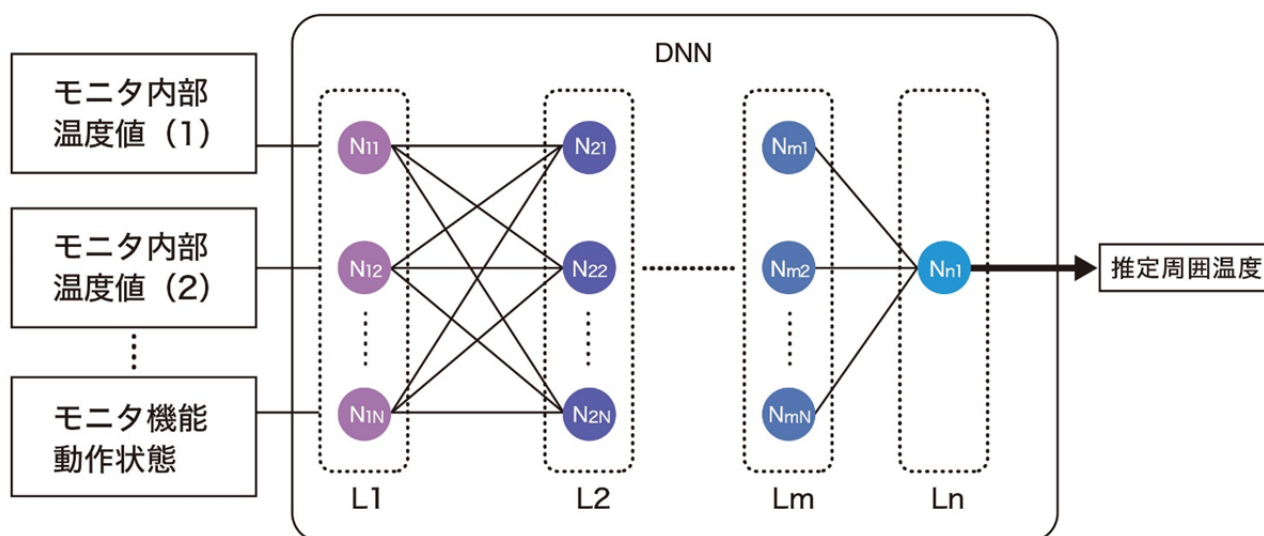 DNN
モニタ内部
温度値（1）
モニタ内部
温度値（2）
モニタ機能
動作状態
N11
N12
N1N
L1
N21
N22
N2N
L2
Nm1
Nm2
NmN
Lm
Nn1
Ln
推定周囲温度